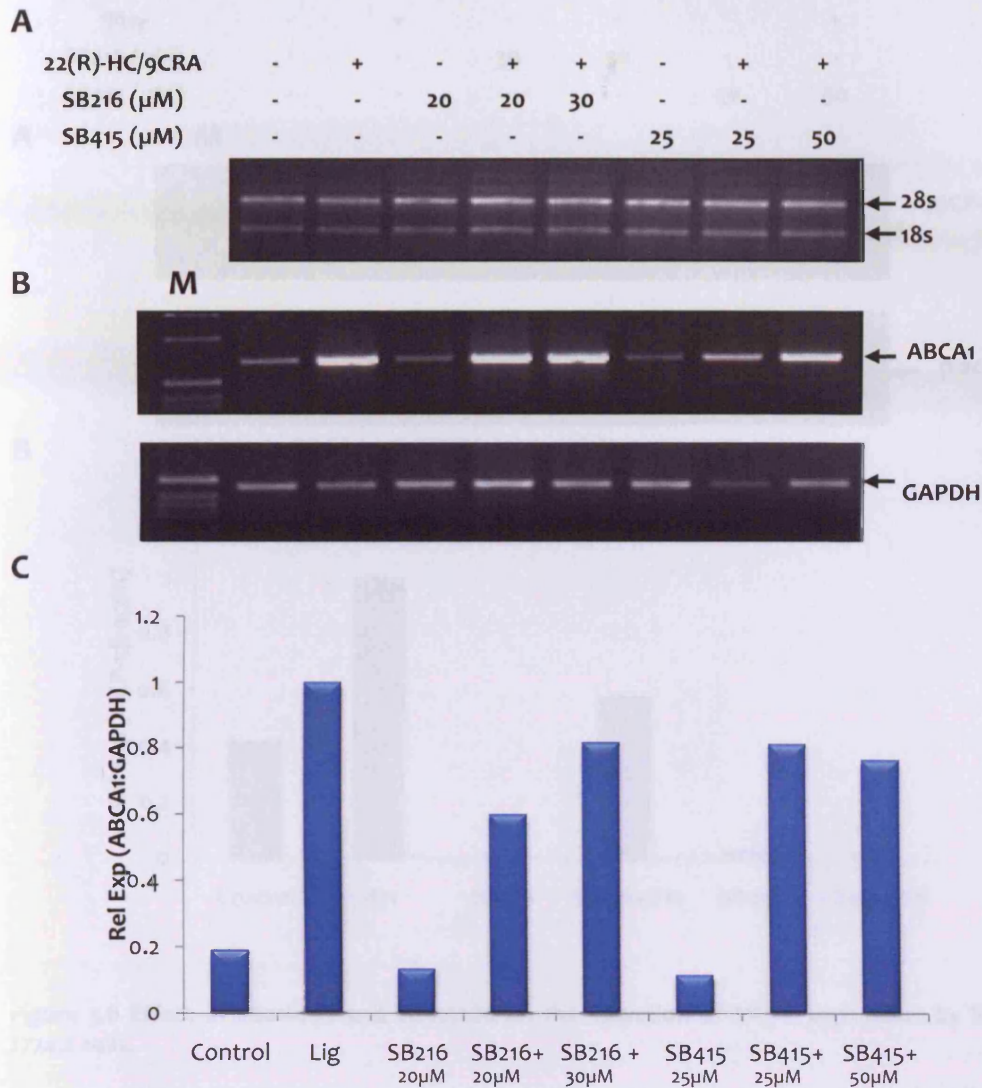 A
22(R)-HC/9CRA - + - + + - + +
SB216 (µM) - - 20 20 30 - - -
SB415 (µM) - - - - - 25 25 50
28s
18s
B M
ABCA1
GAPDH
C
Rel Exp (ABCA1:GAPDH)
1.2
1
0.8
0.6
0.4
0.2
0
Control Lig SB216 SB216+ SB216 + SB415 SB415+ SB415+
20µM 20µM 30µM 25µM 25µM 50µM